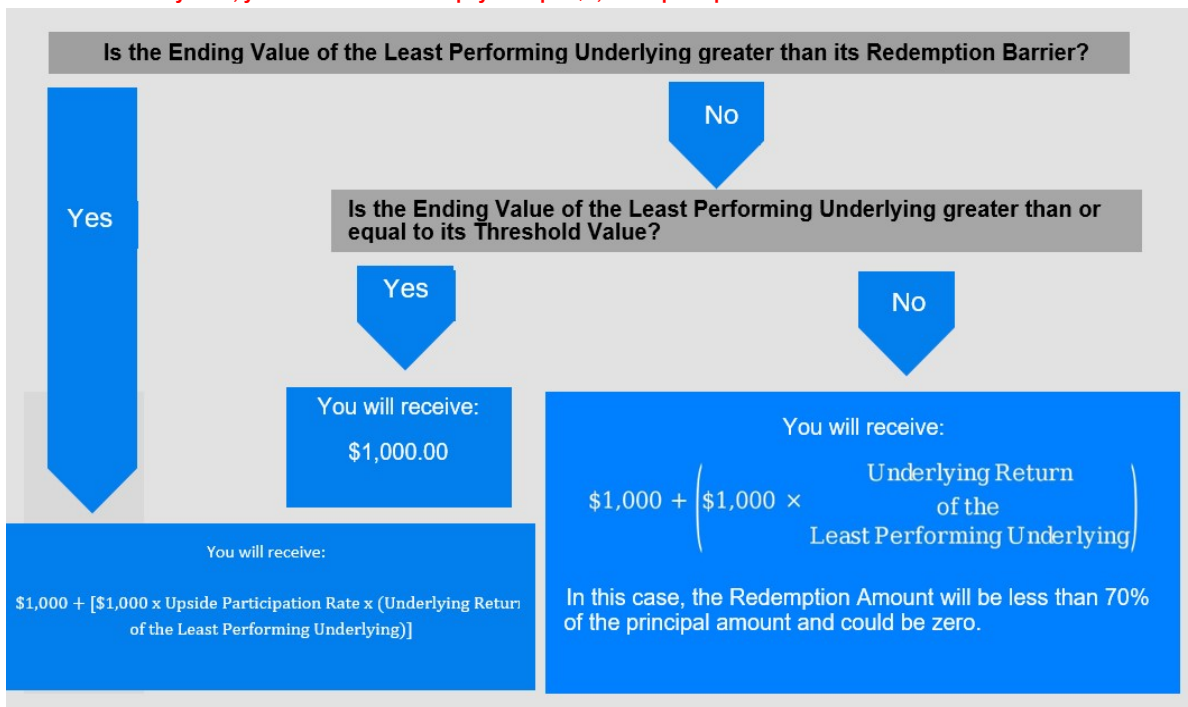 Is the Ending Value of the Least Performing Underlying greater than its Redemption Barrier?
No
Yes
Is the Ending Value of the Least Performing Underlying greater than or
equal to its Threshold Value?
Yes
No
You will receive:
$1,000.00
You will receive:
$1,000 + ($1,000 × Underlying Return
of the
Least Performing Underlying)
In this case, the Redemption Amount will be less than 70%
of the principal amount and could be zero.
You will receive:
$1,000 + [$1,000 x Upside Participation Rate x (Underlying Retur
of the Least Performing Underlying)]